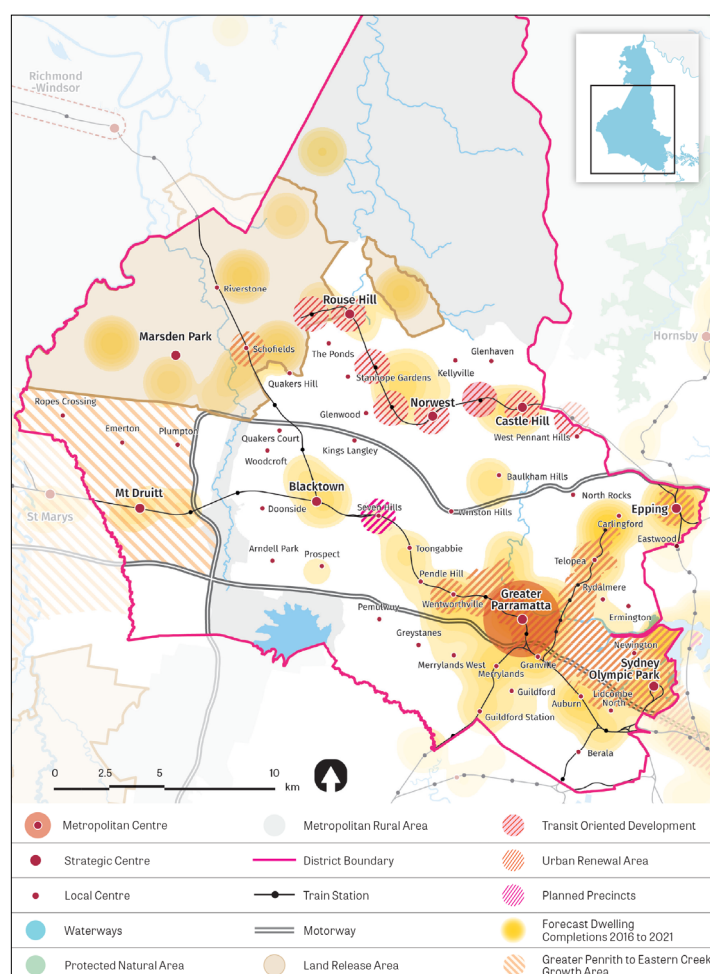 Richmond
-Windsor
Hornsby
Rouse Hill
Riverstone
Marsden Park
Schofields
The Ponds
Glenhaven
Kellyville
Stanhope Gardens
Quakers Hill
Ropes Crossing
Norwest
Castle Hill
Glenwood
Emerton
Plumpton
Quakers Court
Kings Langley
West Pennant Hills
Woodcroft
Baulkham Hills
Mt Druitt
Blacktown
North Rocks
Epping
St Marys
Doonside
Seven Hills
Winston Hills
Carlingford
Eastwood
Toongabbie
Arndell Park
Prospect
Telopea
Pendle Hill
Greater
Parramatta
Rydalmere
Wentworthville
Pemulwuy
Ermington
Greystanes
Newington
Merrylands West
Granville
Sydney
Olympic Park
Merrylands
Guildford
Lidcombe
North
Auburn
Guildford Station
Berala
0 2.5 5 10
km
Metropolitan Centre
Metropolitan Rural Area
Transit Oriented Development
Strategic Centre
District Boundary
Urban Renewal Area
Local Centre
Train Station
Planned Precincts
Waterways
Motorway
Forecast Dwelling
Completions 2016 to 2021
Protected Natural Area
Land Release Area
Greater Penrith to Eastern Creek
Growth Area